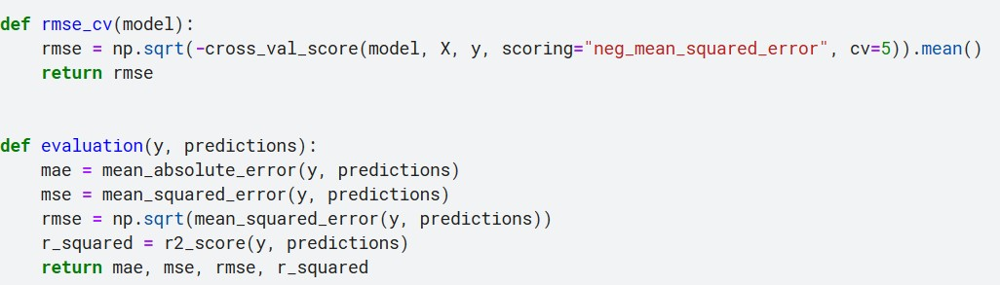 def rmse_cv(model):
    rmse = np.sqrt(-cross_val_score(model, X, y, scoring="neg_mean_squared_error", cv=5)).mean()
    return rmse
def evaluation(y, predictions):
    mae = mean_absolute_error(y, predictions)
    mse = mean_squared_error(y, predictions)
    rmse = np.sqrt(mean_squared_error(y, predictions))
    r_squared = r2_score(y, predictions)
    return mae, mse, rmse, r_squared